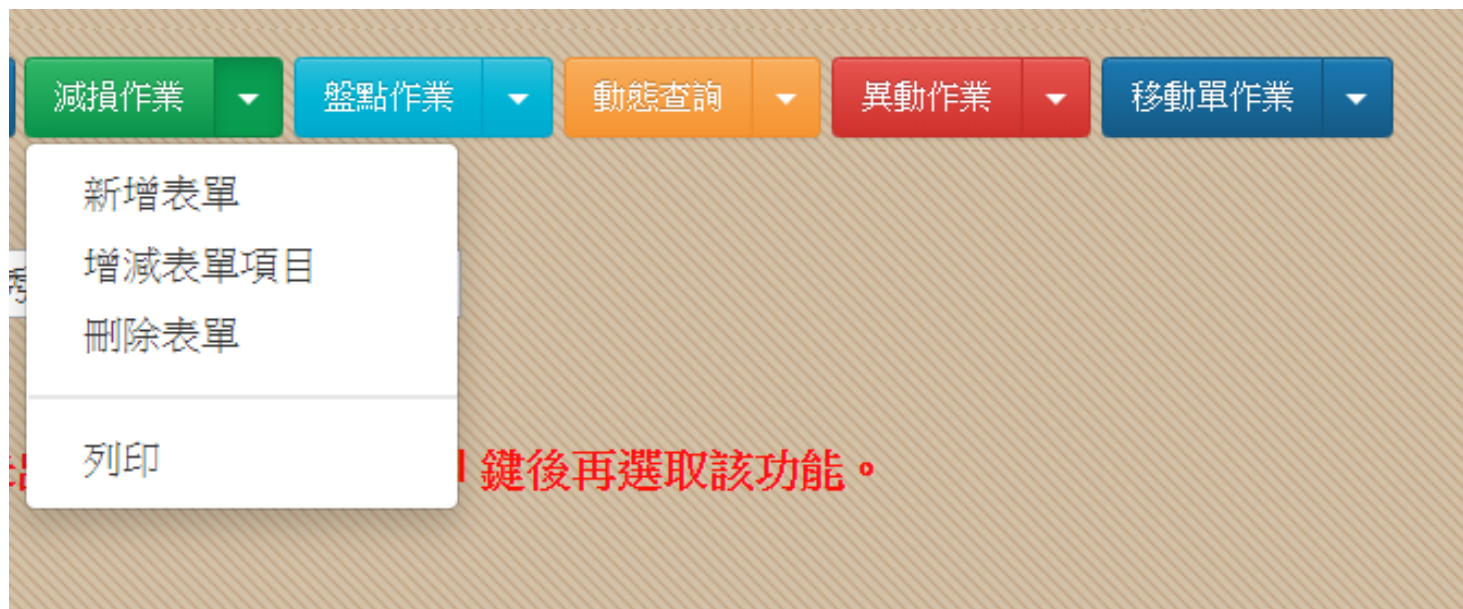 減損作業 盤點作業 動態查詢 異動作業 移動單作業
新增表單
增減表單項目
刪除表單
列印
鍵後再選取該功能。